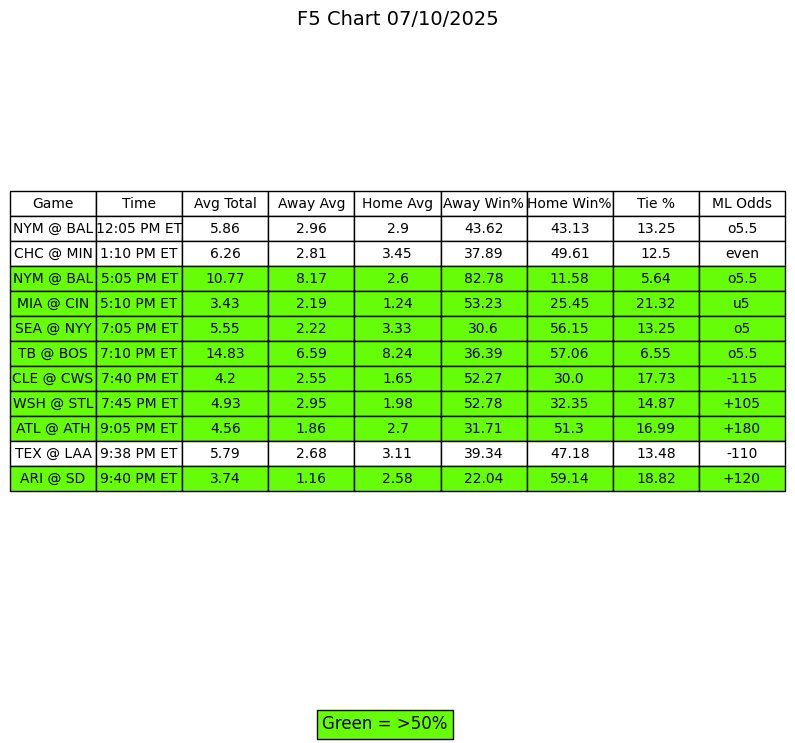 F5 Chart 07/10/2025
Game Time Avg Total Away Avg Home Avg Away Win% Home Win% Tie % ML Odds
NYM @ BAL 12:05 PM ET 5.86 2.96 2.9 43.62 43.13 13.25 o5.5
CHC @ MIN 1:10 PM ET 6.26 2.81 3.45 37.89 49.61 12.5 even
NYM @ BAL 5:05 PM ET 10.77 8.17 2.6 82.78 11.58 5.64 o5.5
MIA @ CIN 5:10 PM ET 3.43 2.19 1.24 53.23 25.45 21.32 u5
SEA @ NYY 7:05 PM ET 5.55 2.22 3.33 30.6 56.15 13.25 o5
TB @ BOS 7:10 PM ET 14.83 6.59 8.24 36.39 57.06 6.55 o5.5
CLE @ CWS 7:40 PM ET 4.2 2.55 1.65 52.27 30.0 17.73 -115
WSH @ STL 7:45 PM ET 4.93 2.95 1.98 52.78 32.35 14.87 +105
ATL @ ATH 9:05 PM ET 4.56 1.86 2.7 31.71 51.3 16.99 +180
TEX @ LAA 9:38 PM ET 5.79 2.68 3.11 39.34 47.18 13.48 -110
ARI @ SD 9:40 PM ET 3.74 1.16 2.58 22.04 59.14 18.82 +120
Green = >50%